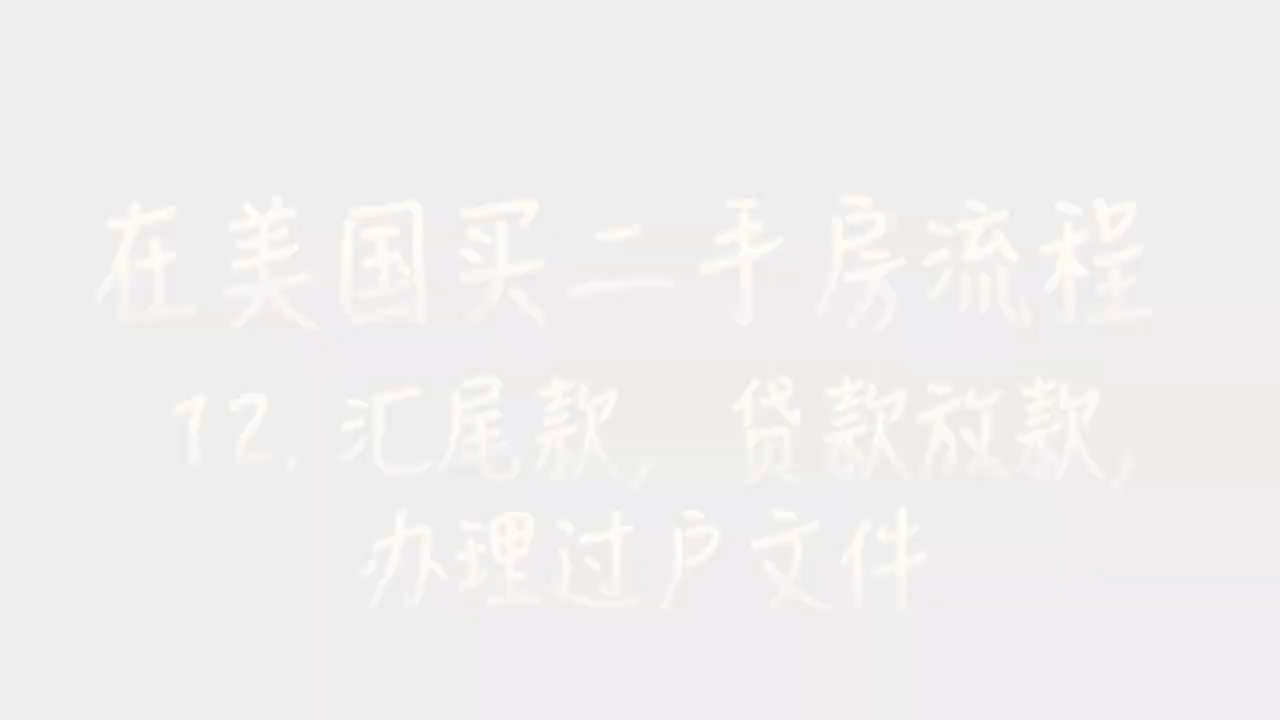 在美国买二手房流程
12. 汇尾款, 贷款放款,
办理过户文件